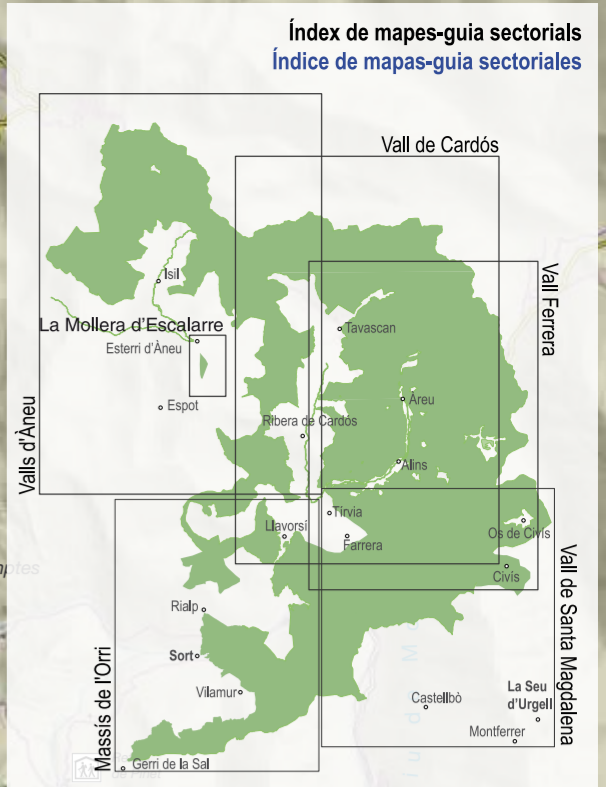 Índex de mapes-guia sectorials
Índice de mapas-guia sectoriales
Vall de Cardós
Vall Ferrera
Isil
La Mollera d'Escalarre
Tavascan
Esterri d'Àneu
Àreu
Espot
Ribera de Cardós
Valls d'Àneu
Alins
Tirvia
Llavorsí
Os de Civís
Farrera
Civís
Vall de Santa Magdalena
Rialp
Sort
Massís de l'Orri
Vilamur
Castellbò
La Seu
d'Urgell
Montferrer
Gerri de la Sal